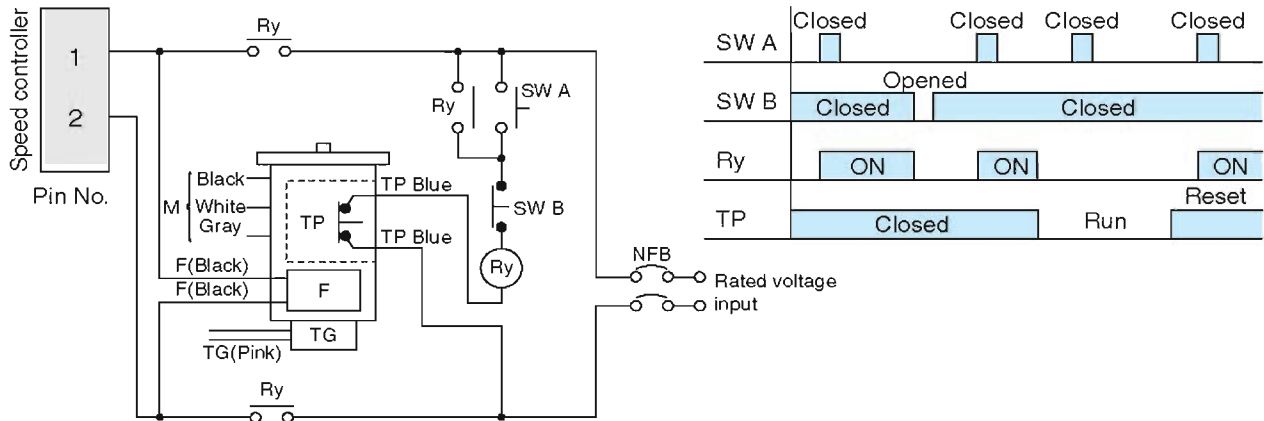 Speed controller
1
2
Pin No.
Ry
Ry
SW A
Black
M White
Gray
TP
TP Blue
TP Blue
SW B
Ry
F(Black)
F(Black)
F
TG
TG(Pink)
Ry
NFB
Rated voltage
input
Closed Closed Closed Closed
SW A
Opened
SW B Closed Closed
Ry ON ON ON
Reset
TP Closed Run